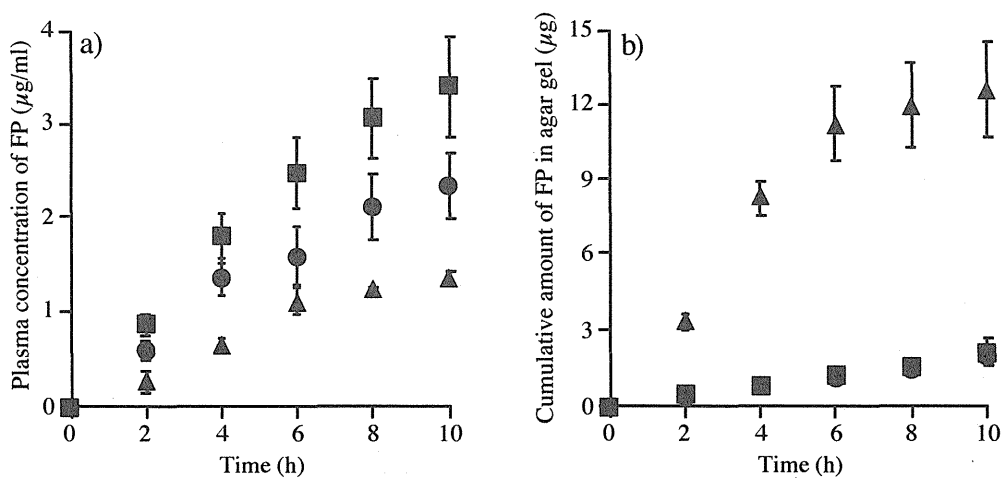 a)
Plasma concentration of FP (μg/ml)
4
3
2
1
0
0 2 4 6 8 10
Time (h)
b)
Cumulative amount of FP in agar gel (μg)
15
12
9
6
3
0
0 2 4 6 8 10
Time (h)